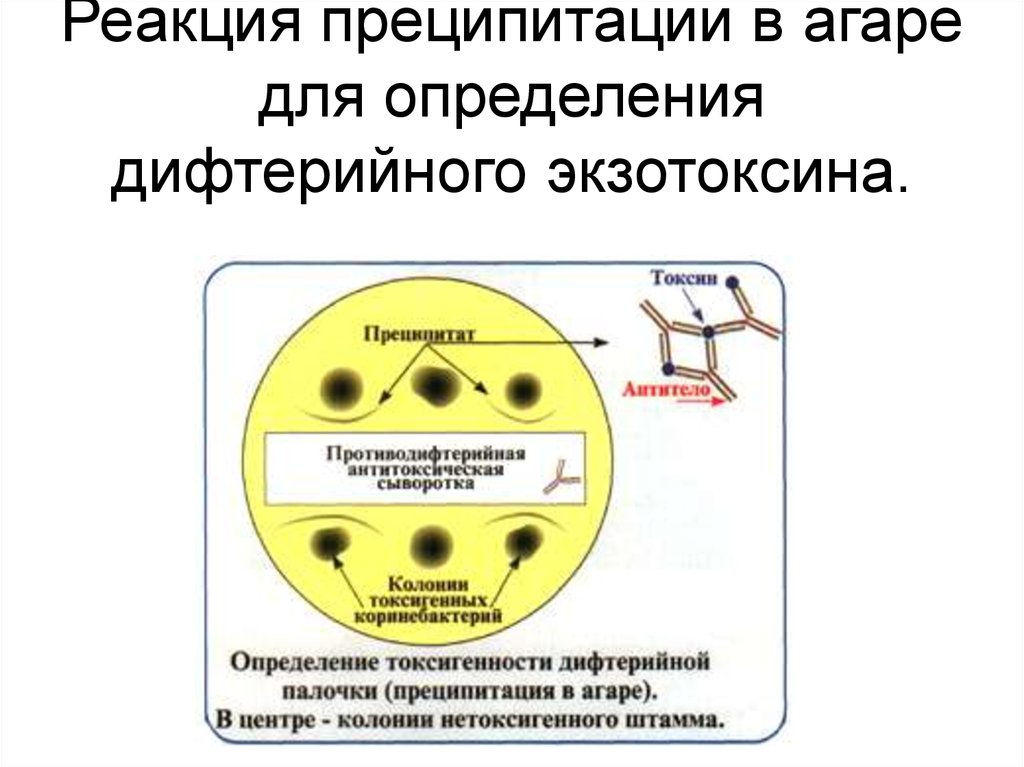 Реакция преципитации в агаре
для определения
дифтерийного экзотоксина.
Токсин
Преципитат
Антитело
Противодифтерийная
антитоксическая
сыворотка
Колонии
токсигенных
коринебактерий
Определение токсигенности дифтерийной
палочки (преципитация в агаре).
В центре - колонии нетоксигенного штамма.